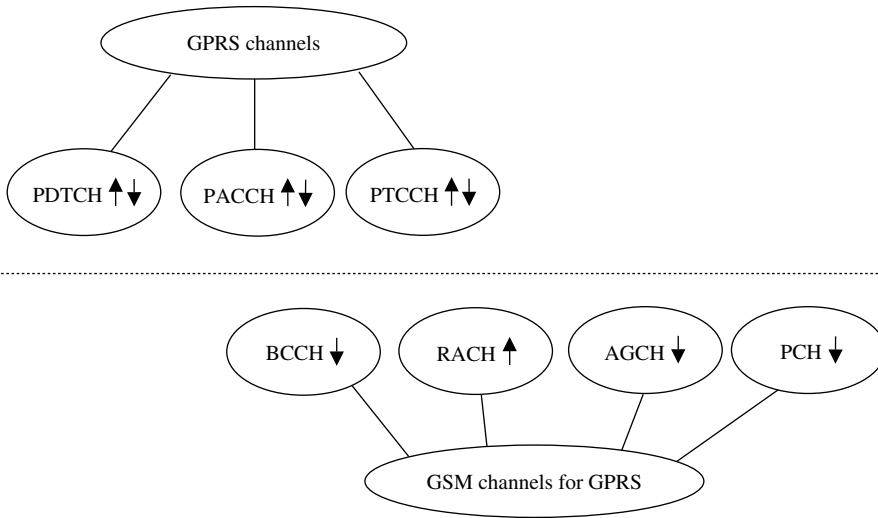 GPRS channels
PDTCH
PACCH
PTCCH
BCCH
RACH
AGCH
PCH
GSM channels for GPRS